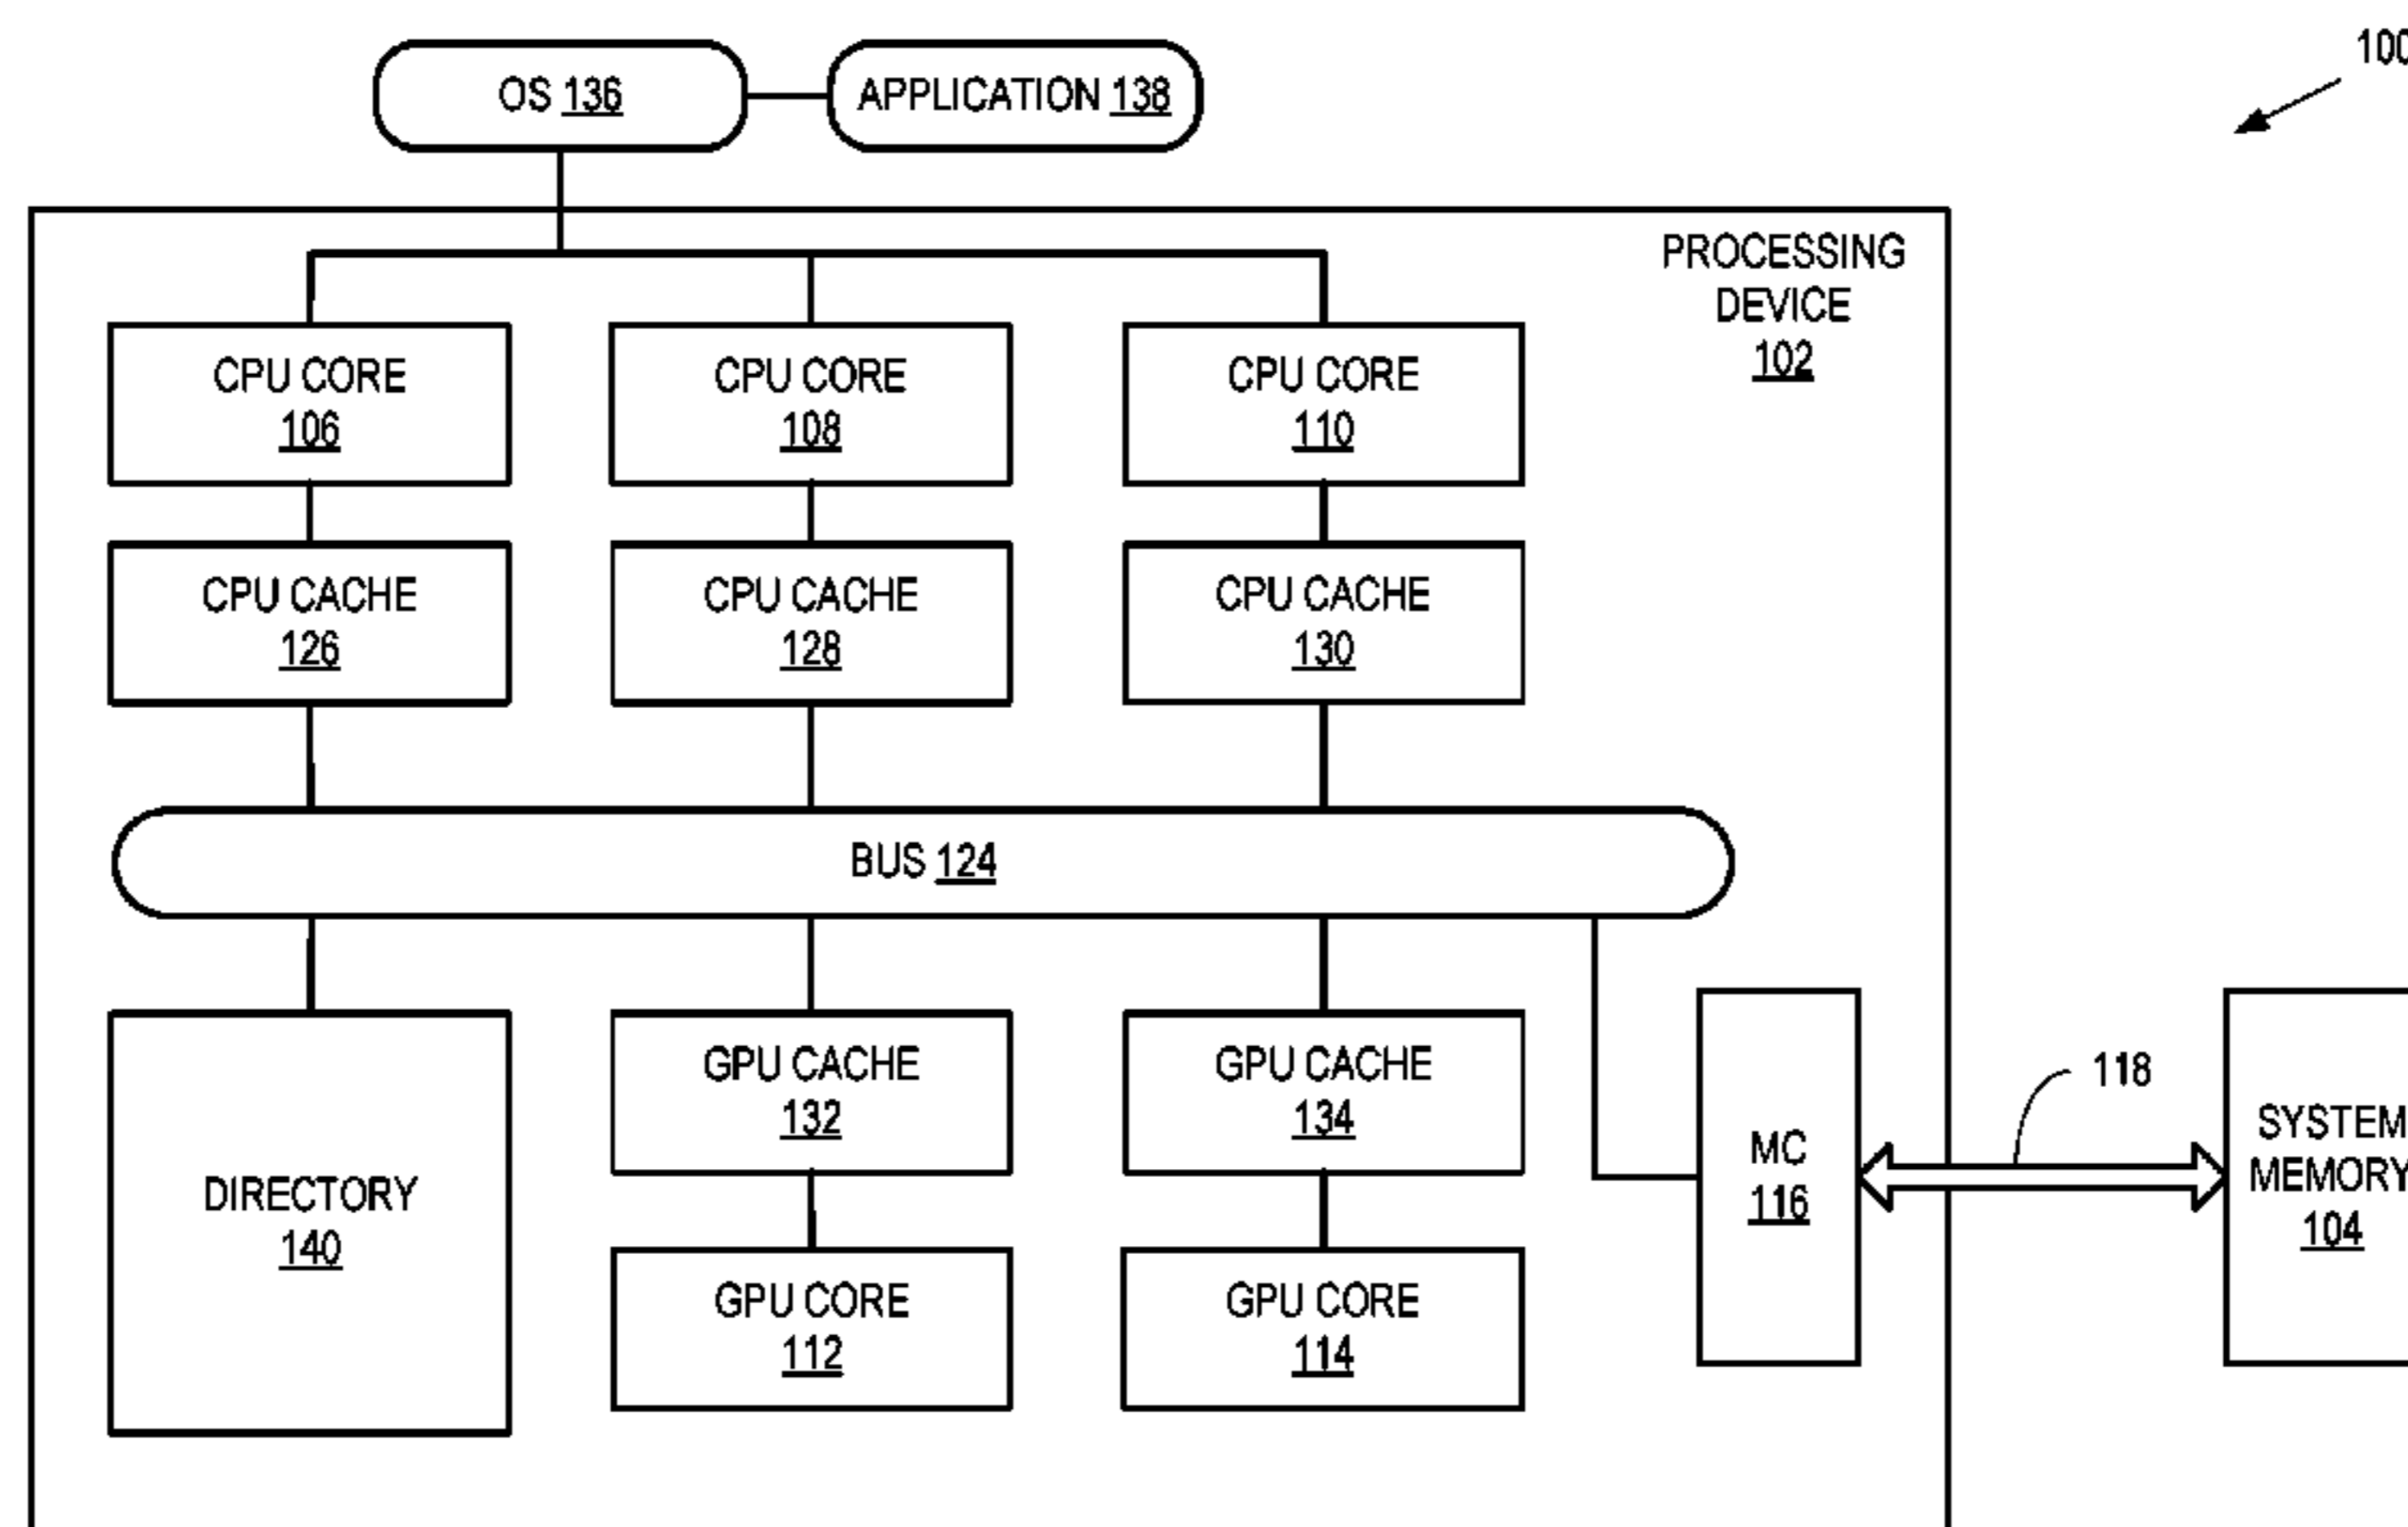 100
OS 136
APPLICATION 138
PROCESSING
DEVICE
102
CPU CORE
106
CPU CORE
108
CPU CORE
110
CPU CACHE
126
CPU CACHE
128
CPU CACHE
130
BUS 124
DIRECTORY
140
GPU CACHE
132
GPU CACHE
134
GPU CORE
112
GPU CORE
114
MC
116
118
SYSTEM
MEMORY
104